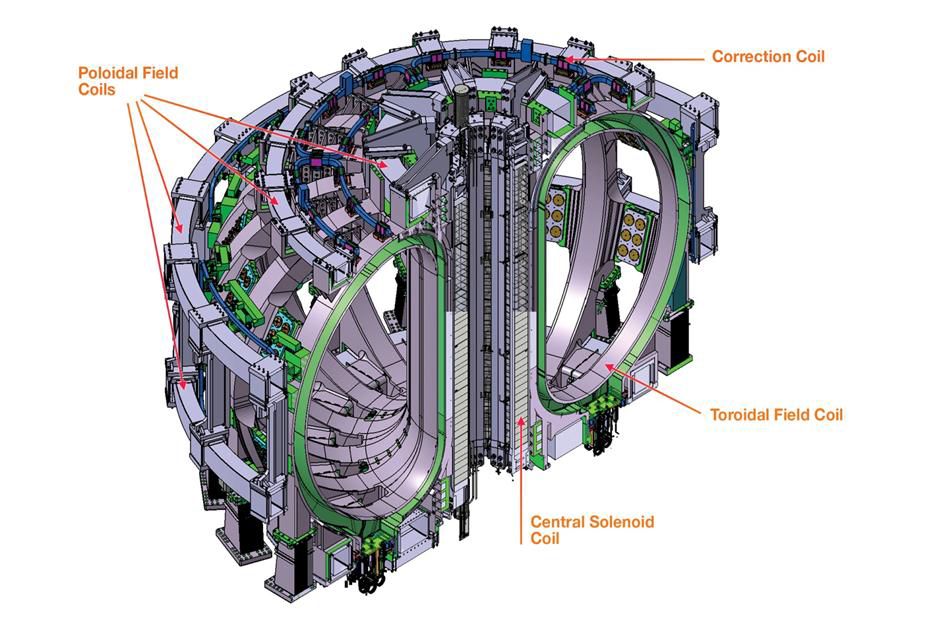 Poloidal Field
Coils
Correction Coil
Toroidal Field Coil
Central Solenoid
Coil